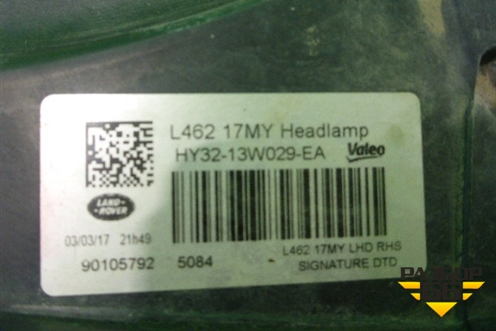 L462 17MY Headlamp
HY32-13W029-EA Valeo
LAND-
ROVER
03/03/17 21h49
L462 17MY LHD RHS
90105792 5084 SIGNATURE DTD